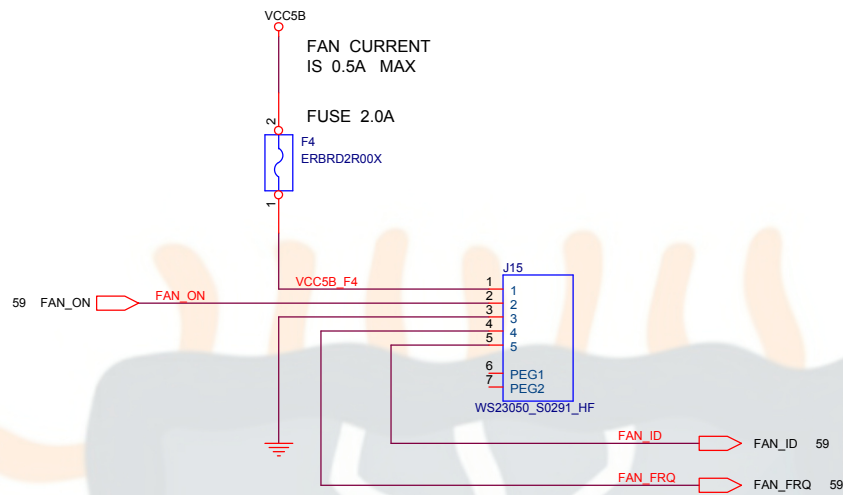 VCC5B
FAN CURRENT
IS 0.5A MAX
FUSE 2.0A
2
F4
ERBRD2R00X
1
J15
VCC5B_F4
1
1
59 FAN_ON
FAN_ON
2
2
3
3
4
4
5
5
6
PEG1
7
PEG2
WS23050_S0291_HF
FAN_ID
FAN_ID 59
FAN_FRQ
FAN_FRQ 59